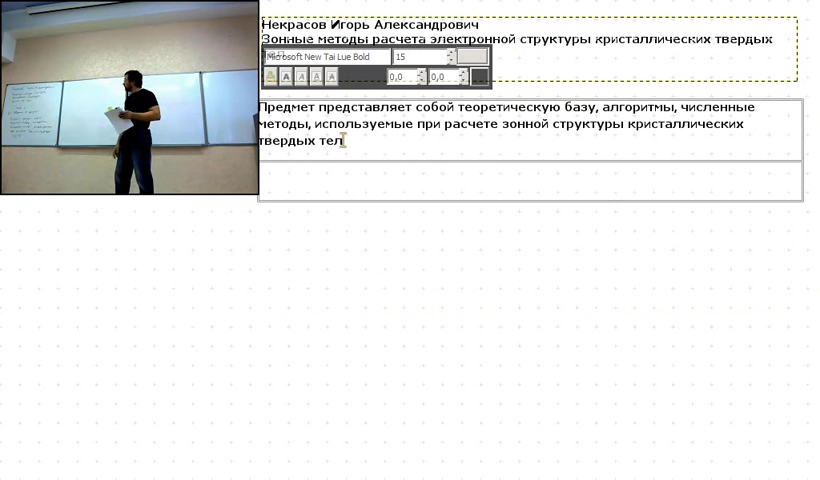 Некрасов Игорь Александрович
Зонные методы расчета электронной структуры кристаллических твердых
Microsoft New Tai Lue Bold
15
A A A A A
0,0
0,0
Предмет представляет собой теоретическую базу, алгоритмы, численные
методы, используемые при расчете зонной структуры кристаллических
твердых тел